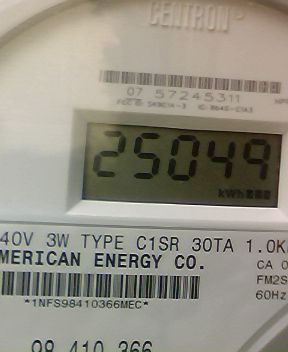 CENTRON
07 57245311
25049
kWh
40V 3W TYPE C1SR 30TA 1.0K
MERICAN ENERGY CO.
CA 0
FM2S
60Hz
*1NFS98410366MEC*
98 410 366